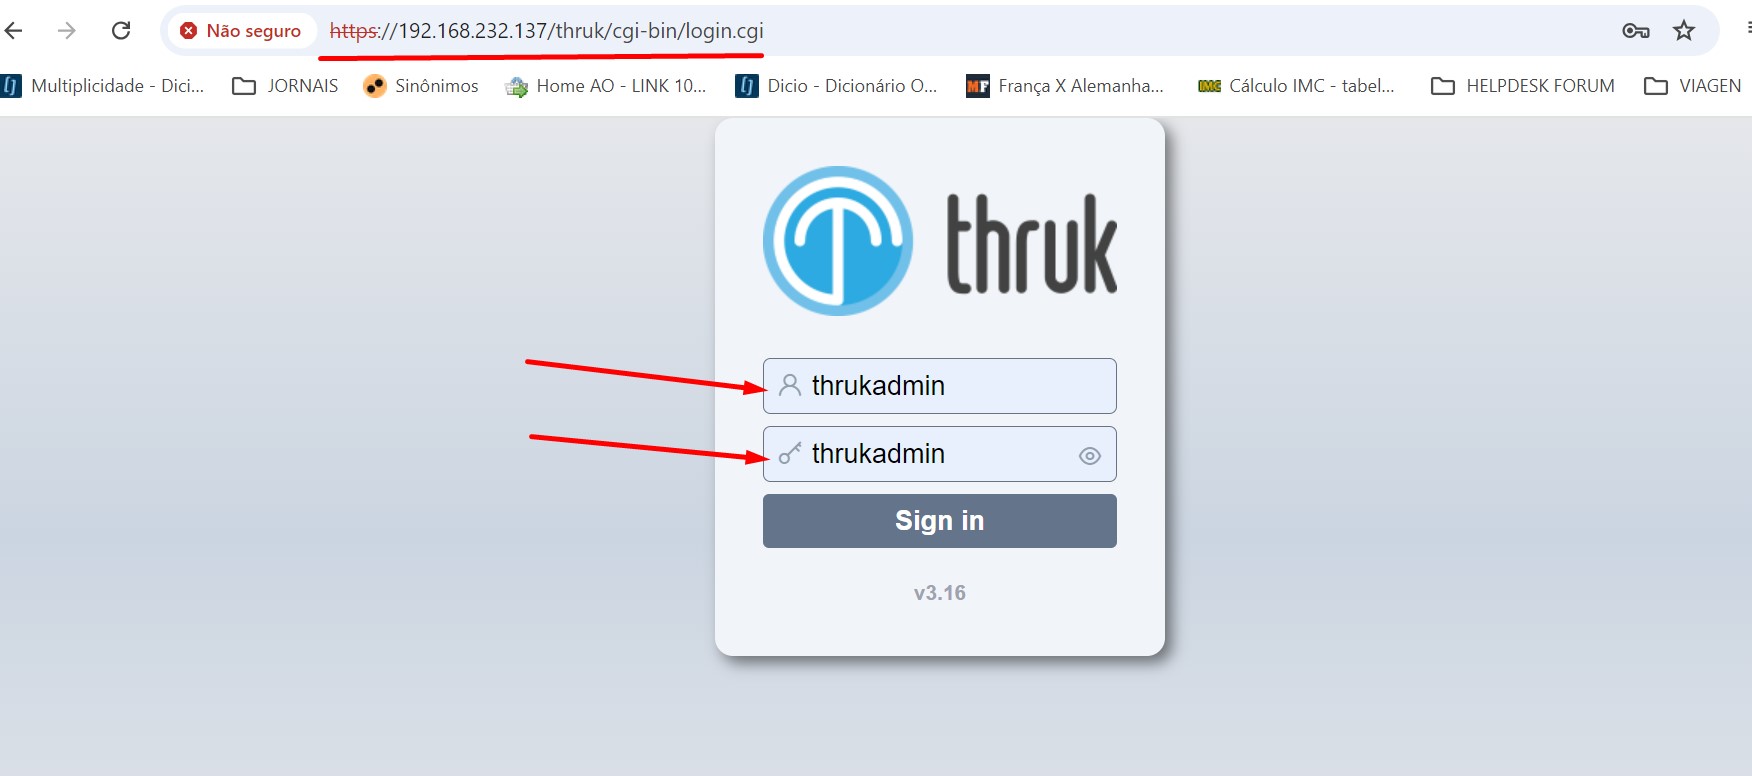 Não seguro https://192.168.232.137/thruk/cgi-bin/login.cgi
Multiplicidade - Dici... JORNAIS Sinônimos Home AO - LINK 10... Dicio - Dicionário O... França X Alemanha... Cálculo IMC - tabel... HELPDESK FORUM VIAGEN
thruk
thrukadmin
thrukadmin
Sign in
v3.16